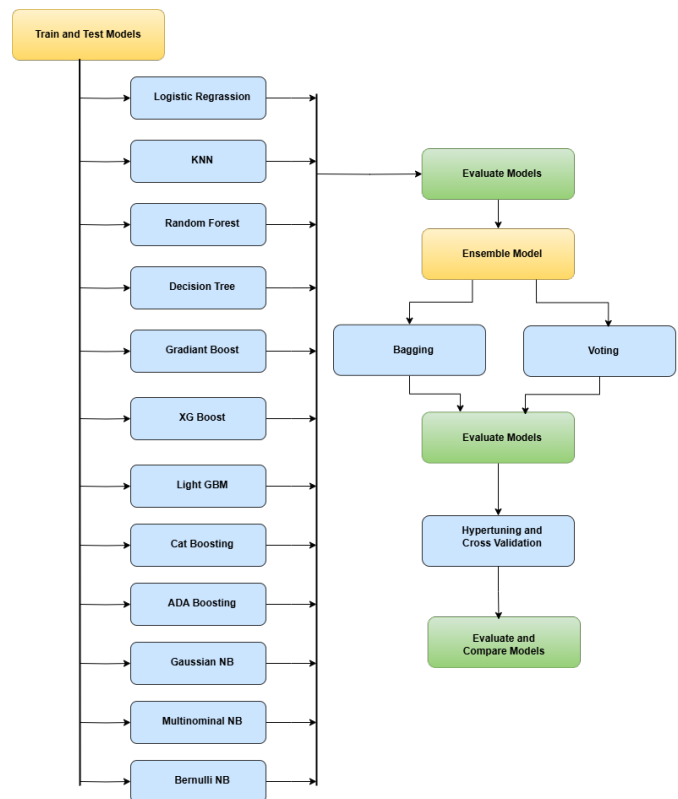 Train and Test Models
Logistic Regrassion
KNN
Random Forest
Decision Tree
Gradiant Boost
XG Boost
Light GBM
Cat Boosting
ADA Boosting
Gaussian NB
Multinominal NB
Bernulli NB
Evaluate Models
Ensemble Model
Bagging
Voting
Evaluate Models
Hypertuning and
Cross Validation
Evaluate and
Compare Models